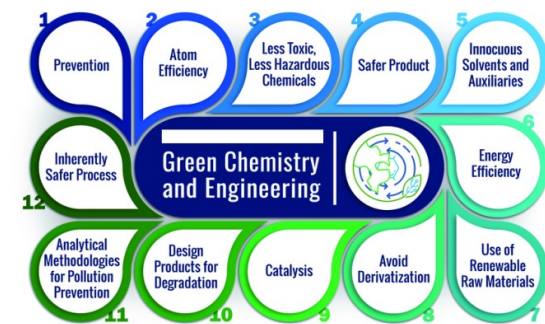 1
Prevention
2
Atom
Efficiency
3
Less Toxic,
Less Hazardous
Chemicals
4
Safer Product
5
Innocuous
Solvents and
Auxiliaries
Green Chemistry
and Engineering
6
Energy
Efficiency
7
Use of
Renewable
Raw Materials
8
Avoid
Derivatization
9
Catalysis
10
Design
Products for
Degradation
11
Analytical
Methodologies
for Pollution
Prevention
12
Inherently
Safer Process